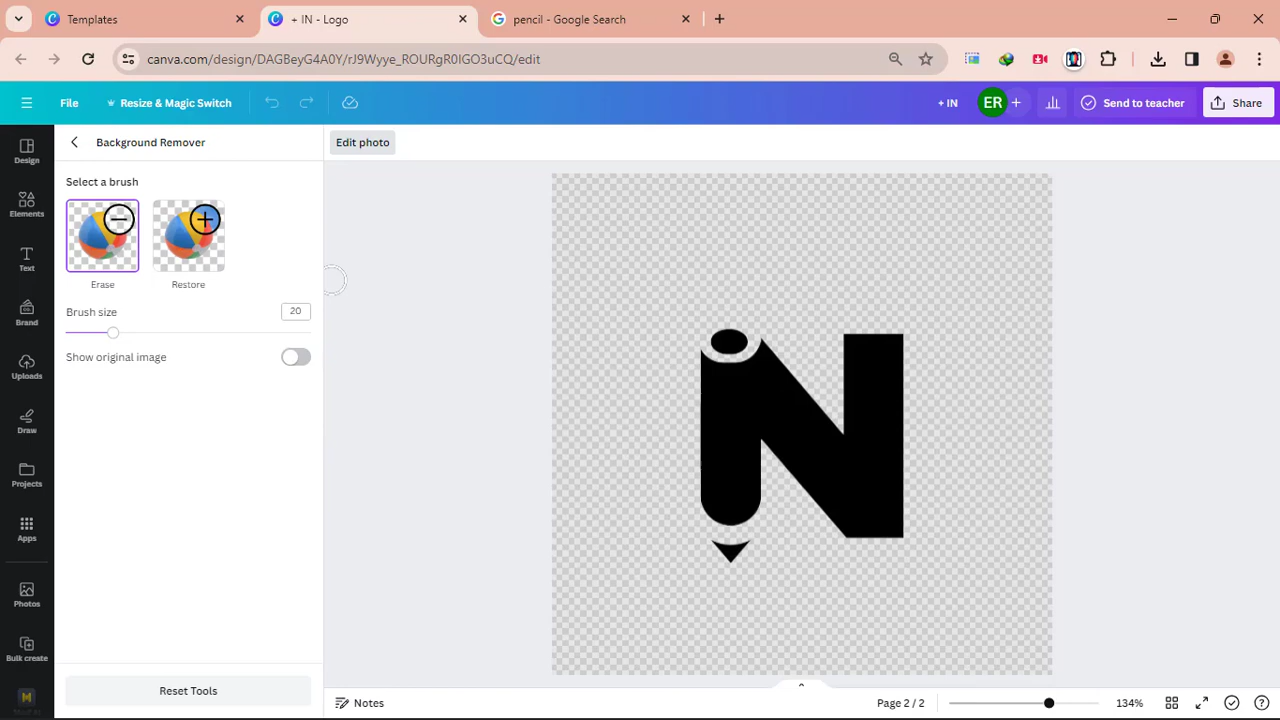 Templates
+ IN - Logo
pencil - Google Search
canva.com/design/DAGBeyG4A0Y/rJ9Wyye_ROURgR0IGO3uCQ/edit
File
Resize & Magic Switch
+ IN
ER
Send to teacher
Share
Design
Elements
Text
Brand
Uploads
Draw
Projects
Apps
Photos
Bulk create
Background Remover
Select a brush
Erase
Restore
Brush size
20
Show original image
Reset Tools
Edit photo
N
Notes
Page 2 / 2
134%